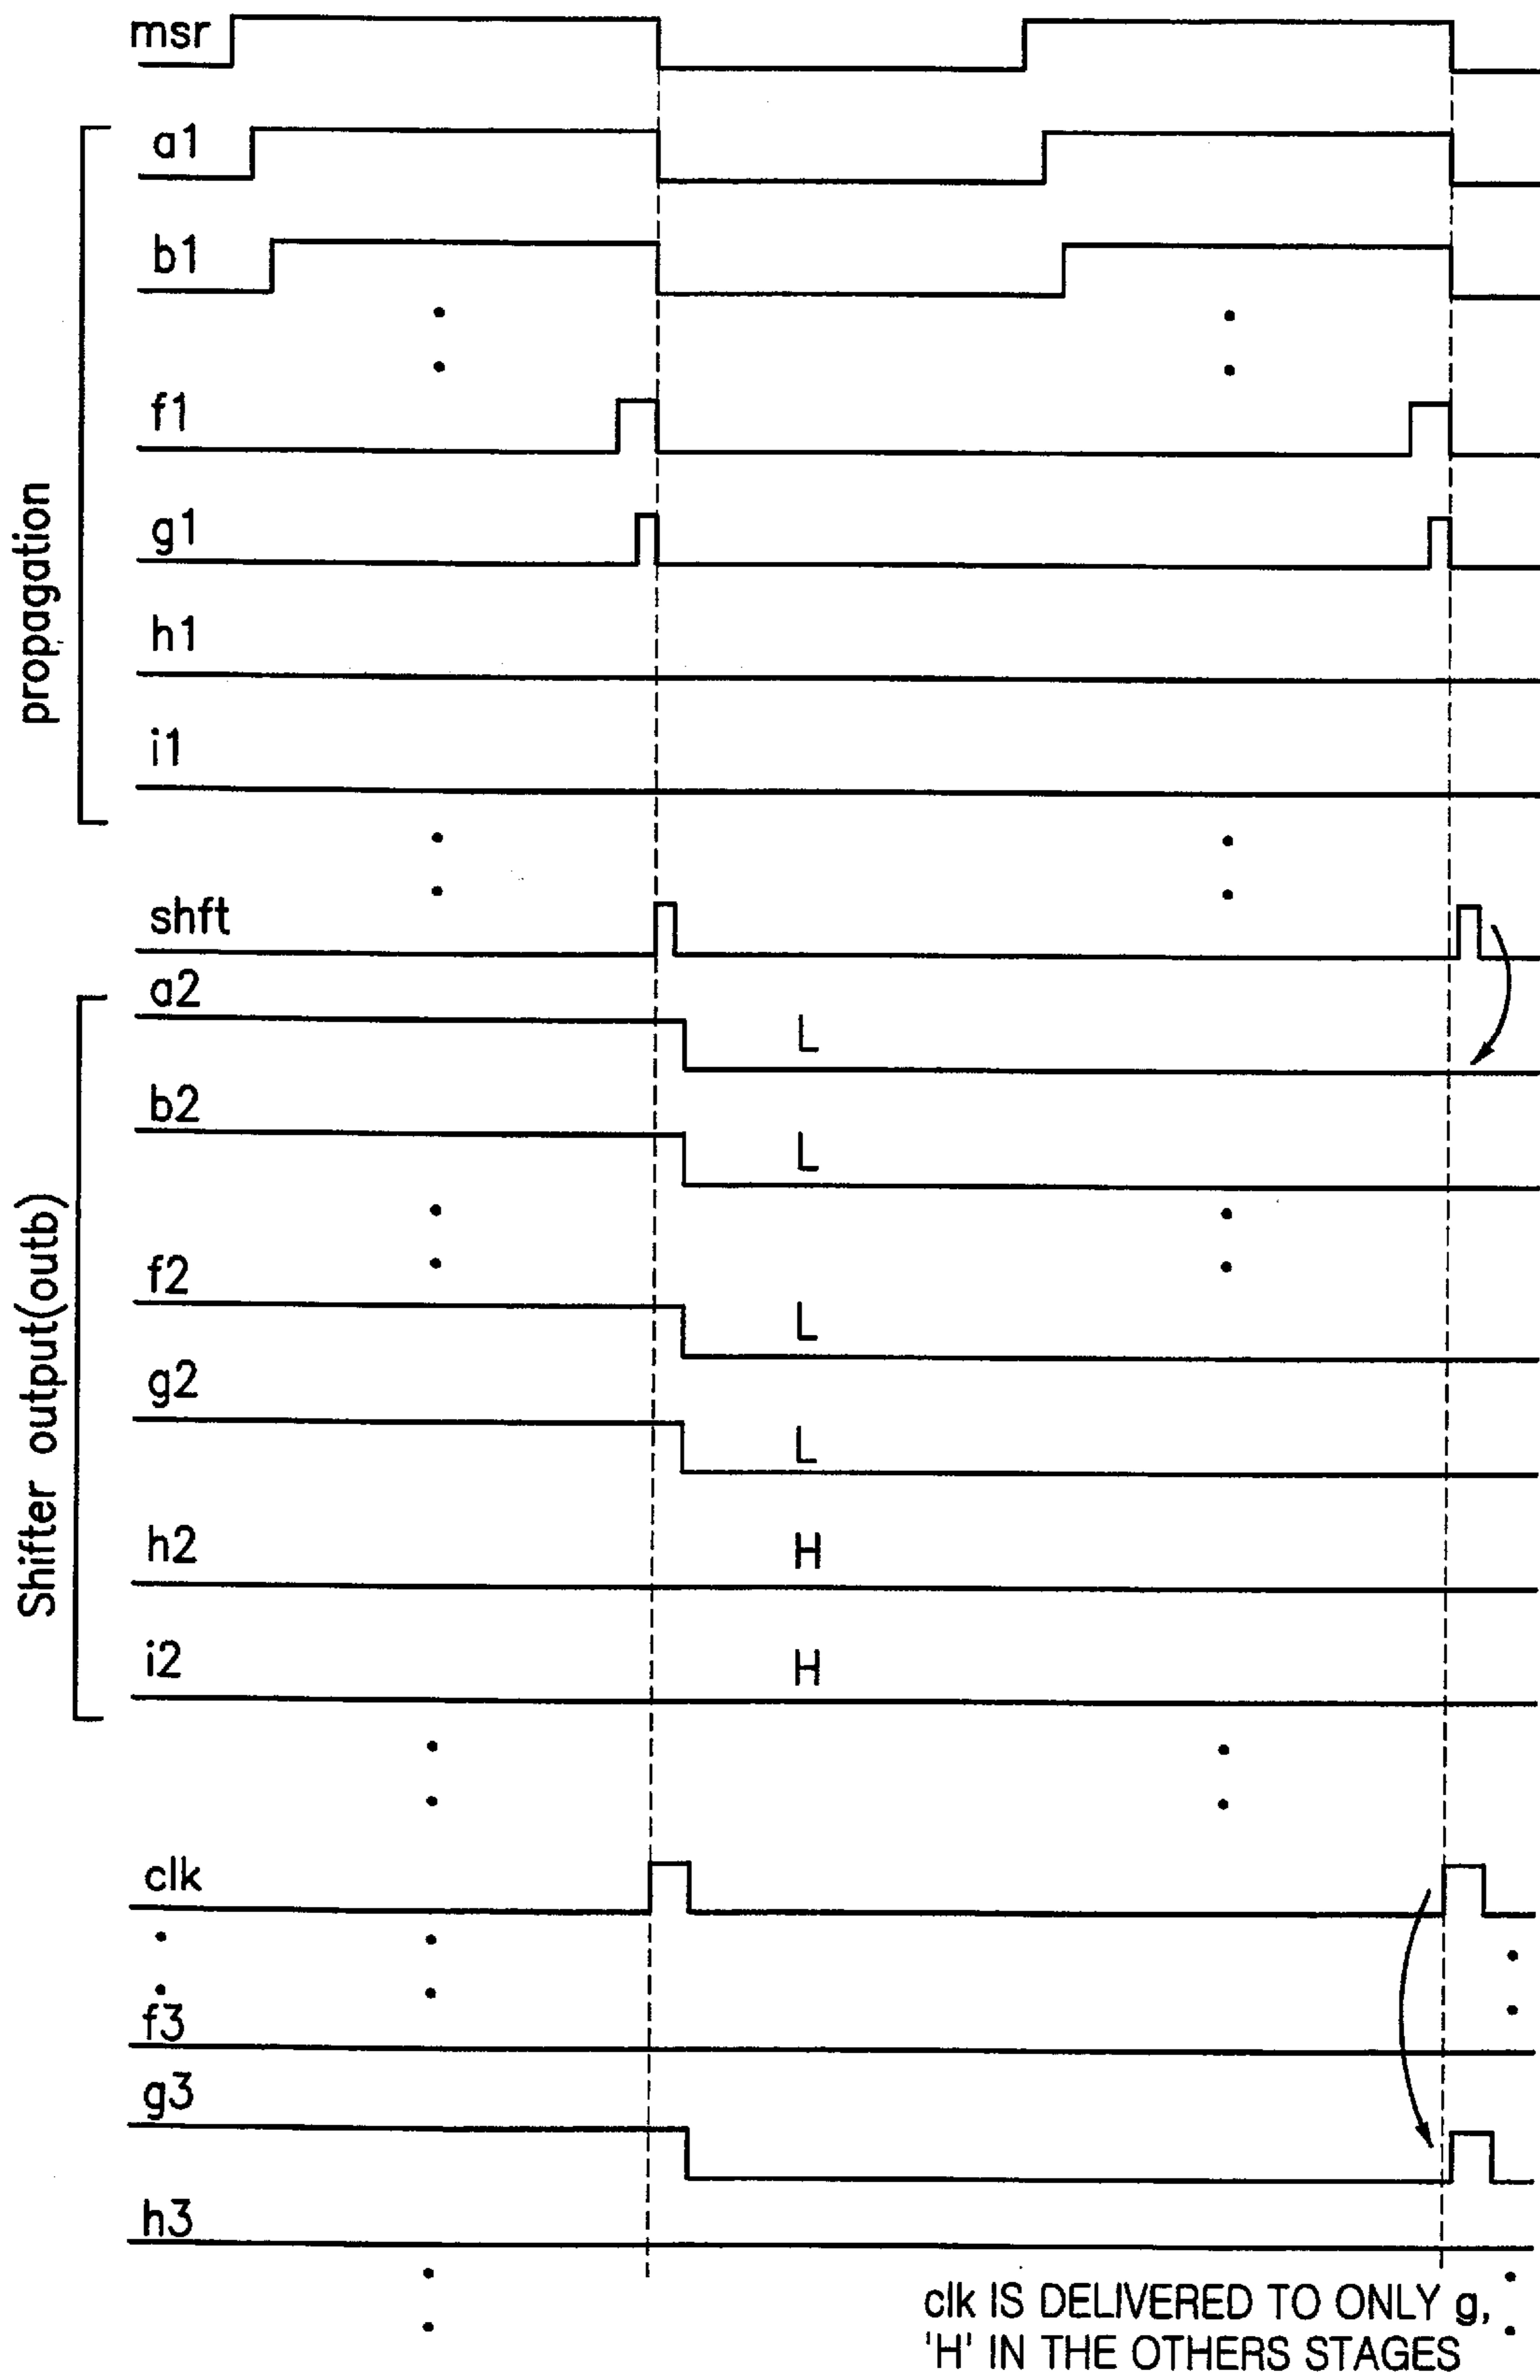 msr
a1
b1
f1
g1
h1
i1
propagation
shft
a2
L
b2
L
f2
L
g2
L
h2
H
i2
H
Shifter output(outb)
clk
f3
g3
h3
clk IS DELIVERED TO ONLY g,
'H' IN THE OTHERS STAGES